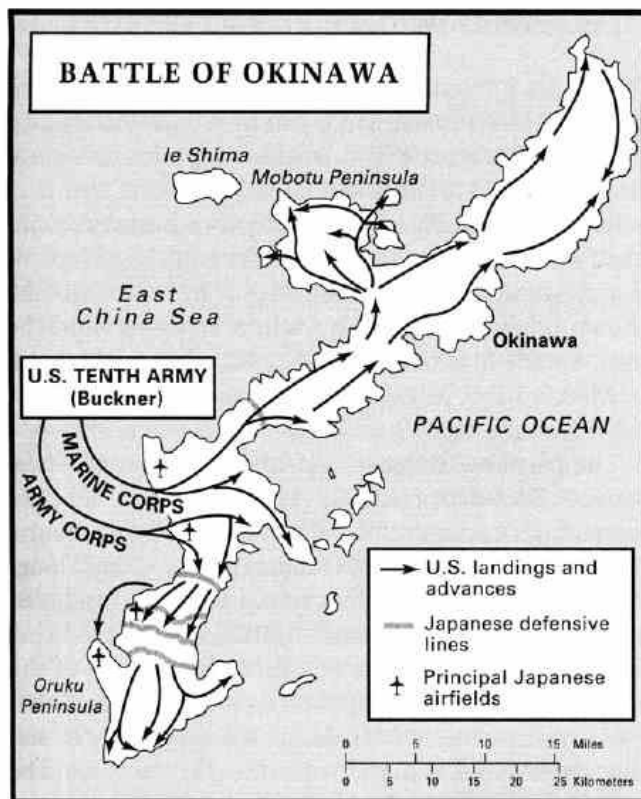 BATTLE OF OKINAWA
Ie Shima
Mobotu Peninsula
East
China Sea
Okinawa
U.S. TENTH ARMY
(Buckner)
PACIFIC OCEAN
MARINE CORPS
ARMY CORPS
U.S. landings and
advances
Japanese defensive
lines
Principal Japanese
airfields
Oruku
Peninsula
0 5 10 15 Miles
0 5 10 15 20 25 Kilometers